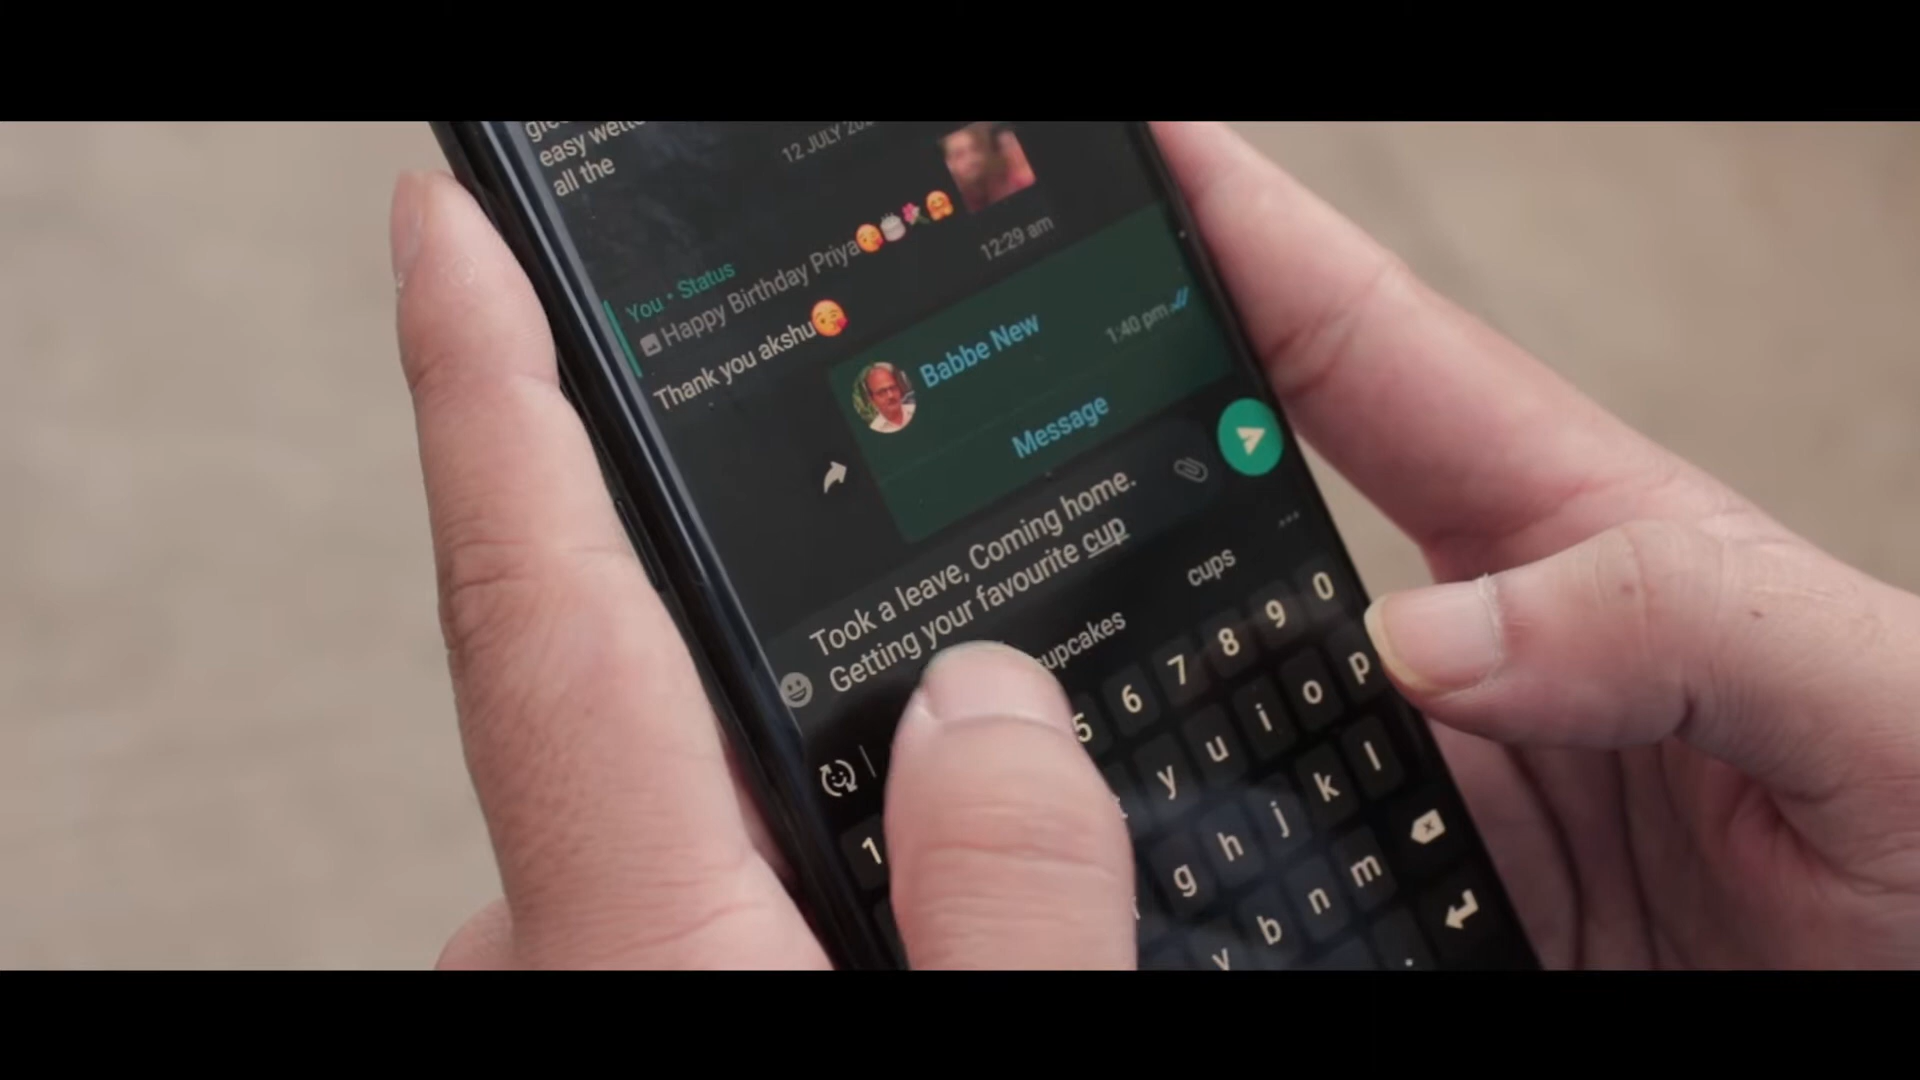 easy
all the
12 JULY
You • Status
Happy Birthday Priya😘🎂🌹🤗
12:29 am
Thank you akshu😘
Babbe New
1:40 pm
Message
Took a leave, Coming home.
Getting your favourite cup
cupcakes
cups
1
5 6 7 8 9 0
y u i o p
g h j k l
v b n m
.